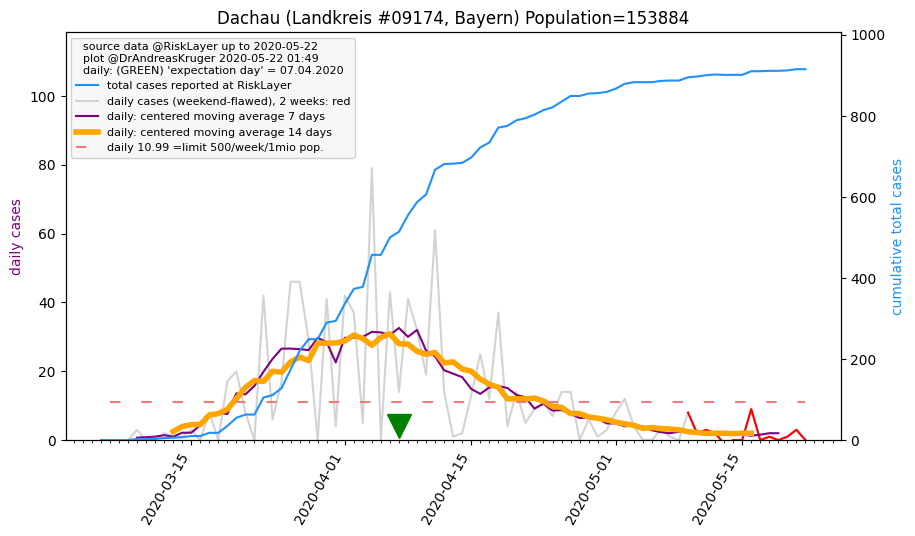 Dachau (Landkreis #09174, Bayern) Population=153884
source data @RiskLayer up to 2020-05-22
plot @DrAndreasKruger 2020-05-22 01:49
daily: (GREEN) 'expectation day' = 07.04.2020
total cases reported at RiskLayer
daily cases (weekend-flawed), 2 weeks: red
daily: centered moving average 7 days
daily: centered moving average 14 days
daily 10.99 =limit 500/week/1mio pop.
daily cases
0
20
40
60
80
100
cumulative total cases
0
200
400
600
800
1000
2020-03-15
2020-04-01
2020-04-15
2020-05-01
2020-05-15